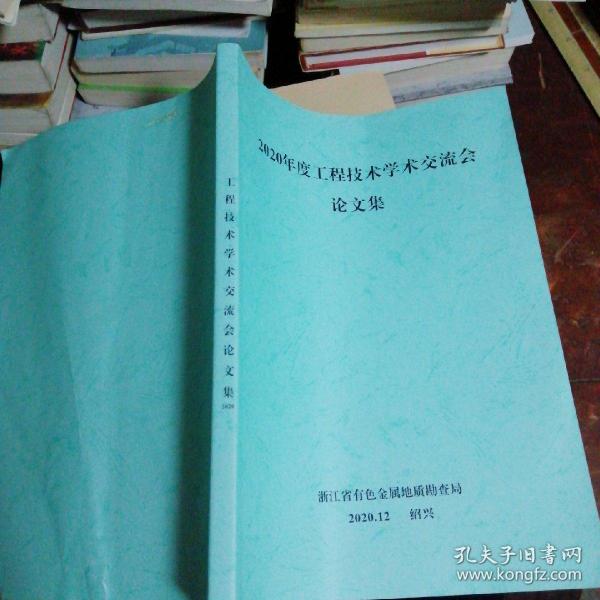 2020年度工程技术学术交流会
论文集
工程技术学术交流会论文集
2020
浙江省有色金属地质勘查局
2020.12 绍兴
孔夫子旧書网
www.kongfz.com